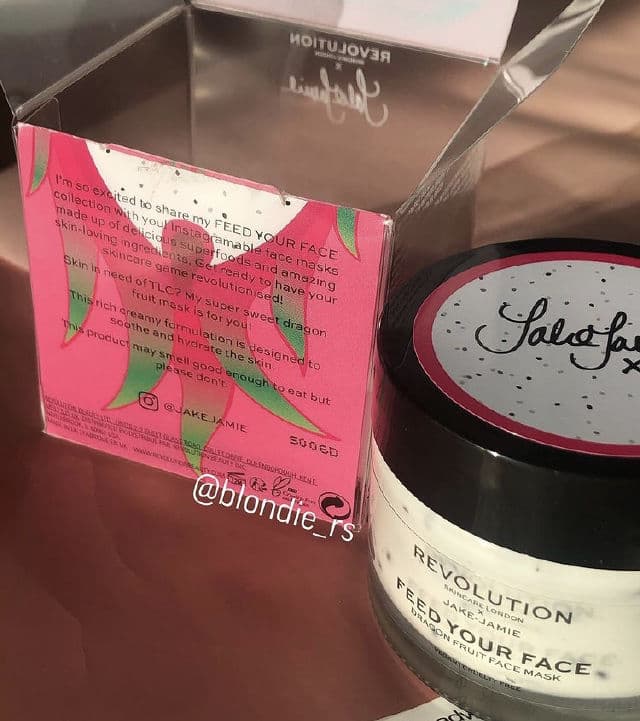 REVOLUTION
X
Jake-Jamie
I'm so excited to share my FEED YOUR FACE
collection with you! Instagramable face masks
made up of delicious superfoods and amazing
skin-loving ingredients. Get ready to have your
skincare game revolutionised!
Skin in need of TLC? My super sweet dragon
fruit mask is for you!
This rich creamy formulation is designed to
soothe and hydrate the skin.
This product may smell good enough to eat but
please don't.
@JAKEJAMIE
@blondie_rs
X
REVOLUTION
SKINCARE LONDON
X
JAKE-JAMIE
FEED YOUR FACE
DRAGON FRUIT FACE MASK